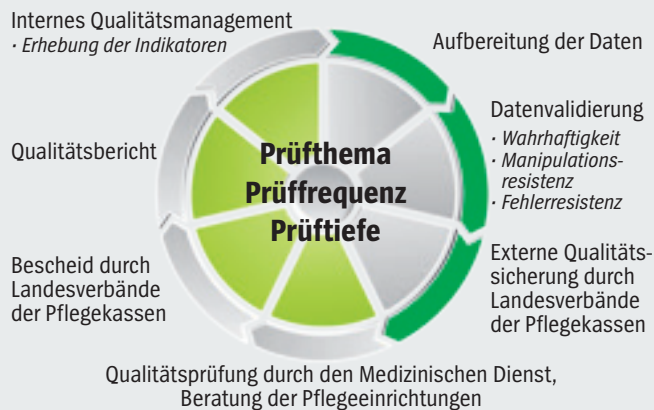 Internes Qualitätsmanagement
· Erhebung der Indikatoren
Aufbereitung der Daten
Datenvalidierung
· Wahrhaftigkeit
· Manipulations-
resistenz
· Fehlerresistenz
Qualitätsbericht
Prüfthema
Prüffrequenz
Prüftiefe
Bescheid durch
Landesverbände
der Pflegekassen
Externe Qualitäts-
sicherung durch
Landesverbände
der Pflegekassen
Qualitätsprüfung durch den Medizinischen Dienst,
Beratung der Pflegeeinrichtungen